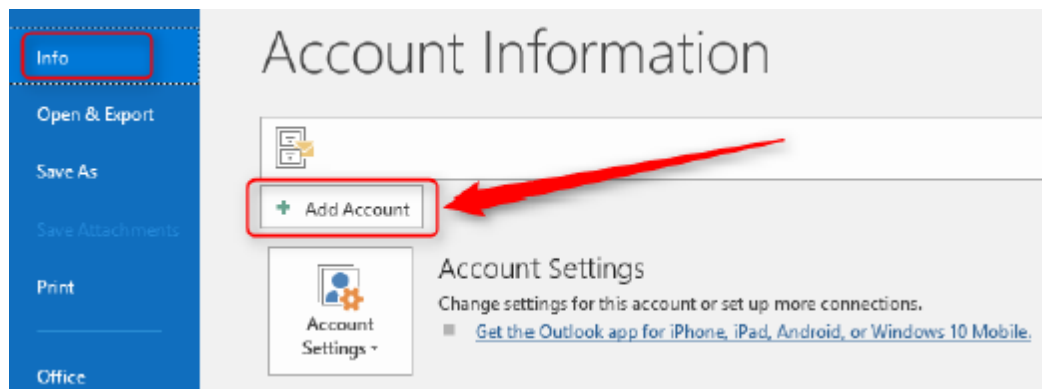 Info
Open & Export
Save As
Save Attachments
Print
Office
Account Information
+ Add Account
Account
Settings
Account Settings
Change settings for this account or set up more connections.
Get the Outlook app for iPhone, iPad, Android, or Windows 10 Mobile.